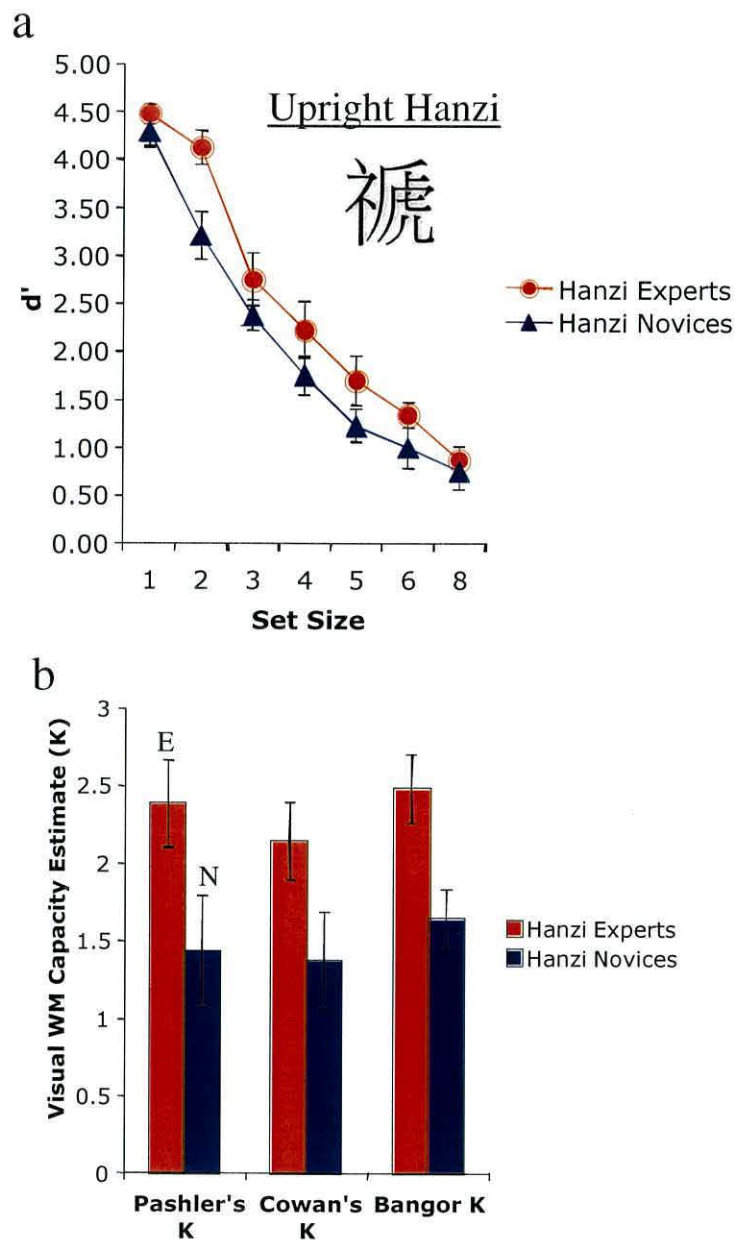 a
5.00
4.50
4.00
3.50
3.00
2.50
2.00
1.50
1.00
0.50
0.00
d'
Upright Hanzi
Hanzi Experts
Hanzi Novices
1 2 3 4 5 6 8
Set Size
b
3
2.5
2
1.5
1
0.5
0
Visual WM Capacity Estimate (K)
E
N
Hanzi Experts
Hanzi Novices
Pashler's K
Cowan's K
Bangor K